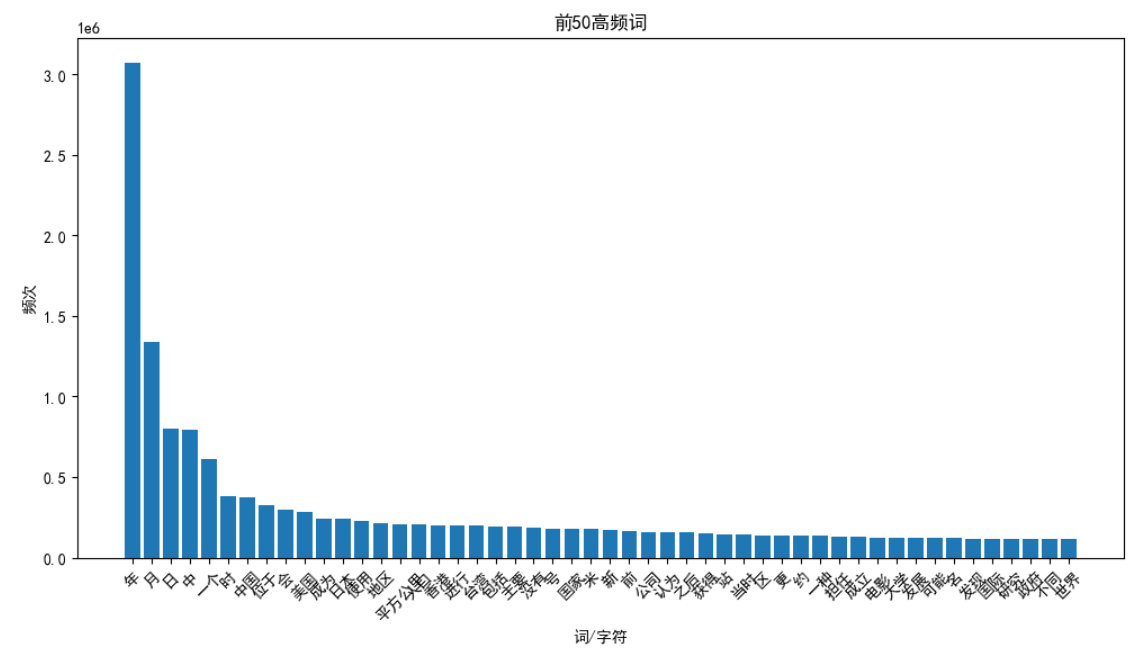 前50高频词
1e6
3.0
2.5
2.0
1.5
1.0
0.5
0.0
频次
年
月
日
中
一个
时
中国
位于
会
美国
成为
日本
使用
地区
平方公里
人口
香港
进行
台湾
包括
主要
没有
号
国家
米
新
前
公司
认为
之后
获得
站
当时
区
更
约
一种
担任
成立
电影
大学
发展
可能
名
发现
国际
研究
政府
不同
世界
词/字符